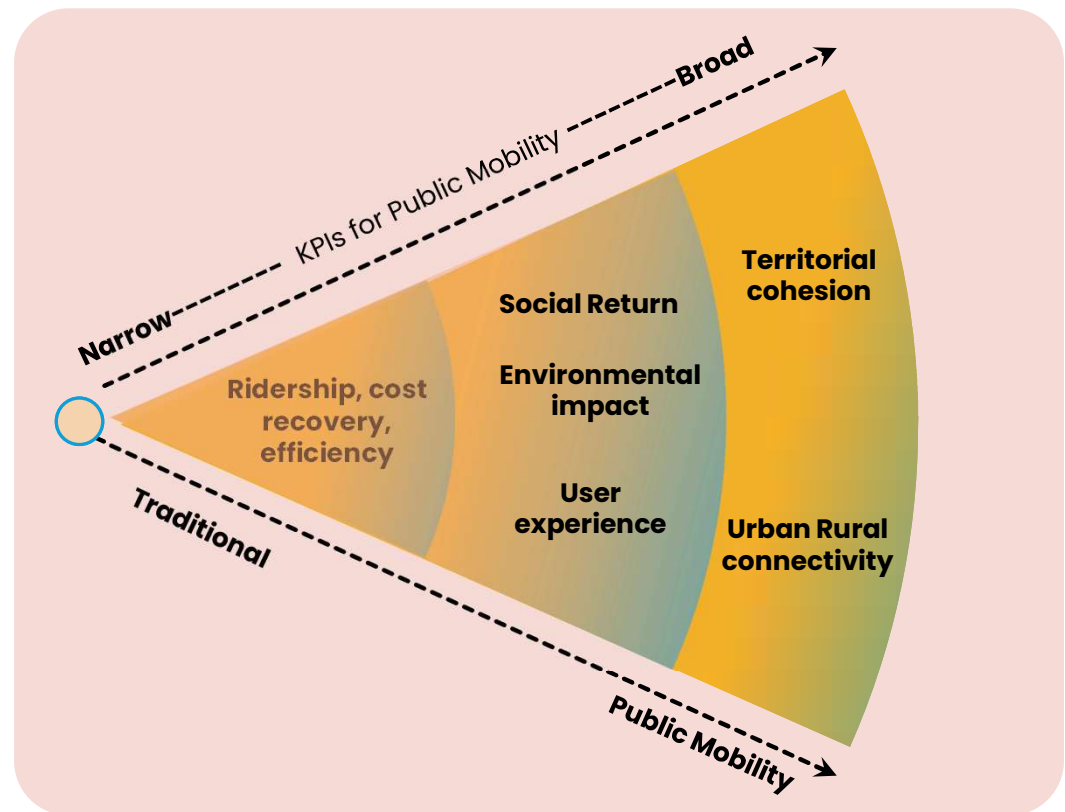 Broad
KPIs for Public Mobility
Narrow
Territorial
cohesion
Social Return
Environmental
impact
Ridership, cost
recovery,
efficiency
User
experience
Urban Rural
connectivity
Traditional
Public Mobility